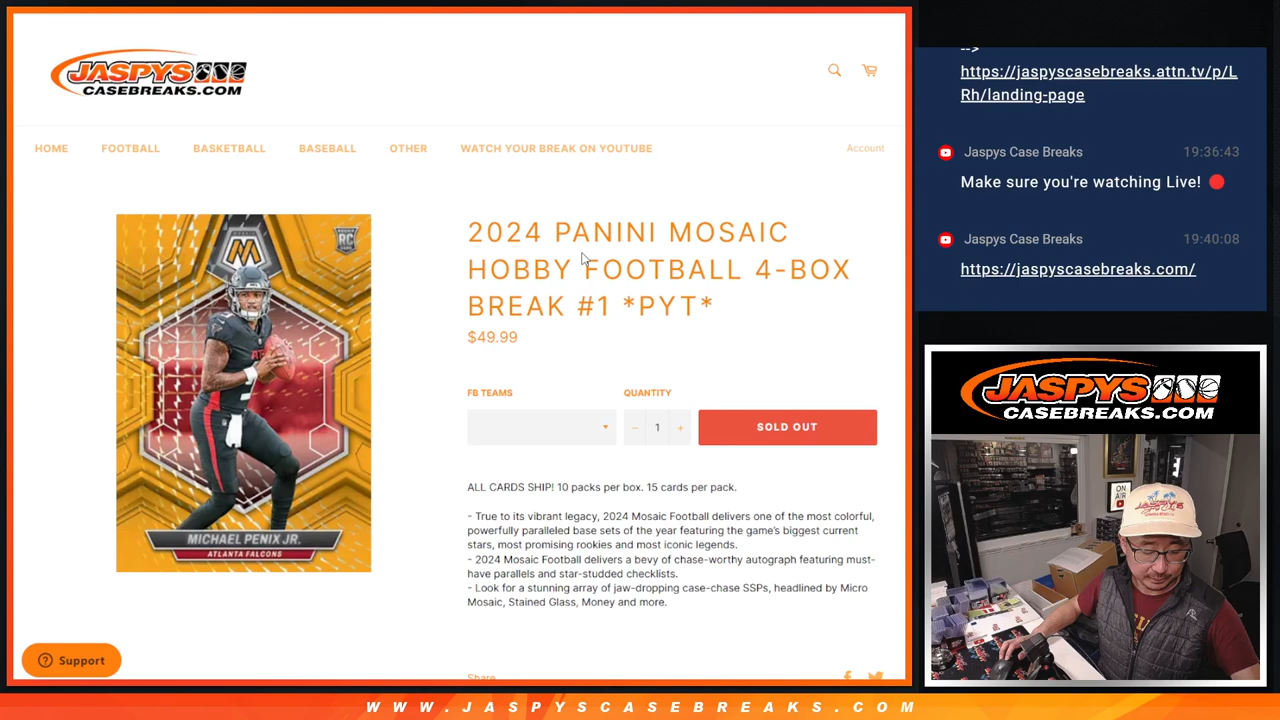 JASPYS
CASEBREAKS.COM
HOME
FOOTBALL
BASKETBALL
BASEBALL
OTHER
WATCH YOUR BREAK ON YOUTUBE
Account
RC
MICHAEL PENIX JR.
ATLANTA FALCONS
2024 PANINI MOSAIC
HOBBY FOOTBALL 4-BOX
BREAK #1 *PYT*
$49.99
FB TEAMS
QUANTITY
− 1 +
SOLD OUT
ALL CARDS SHIP! 10 packs per box. 15 cards per pack.
- True to its vibrant legacy, 2024 Mosaic Football delivers one of the most colorful,
powerfully paralleled base sets of the year featuring the game's biggest current
stars, most promising rookies and most iconic legends.
- 2024 Mosaic Football delivers a bevy of chase-worthy autograph featuring must-
have parallels and star-studded checklists.
- Look for a stunning array of jaw-dropping case-chase SSPs, headlined by Micro
Mosaic, Stained Glass, Money and more.
Share
Support
-->
https://jaspyscasebreaks.attn.tv/p/L
Rh/landing-page
Jaspys Case Breaks 19:36:43
Make sure you're watching Live! 🔴
Jaspys Case Breaks 19:40:08
https://jaspyscasebreaks.com/
JASPYS
CASEBREAKS.COM
ON
AIR
WWW.JASPYSCASEBREAKS.COM